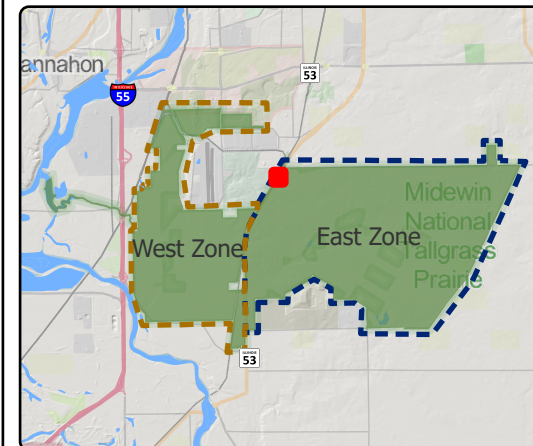 annahon
ILLINOIS
53
INTERSTATE
55
Midewin
National
Tallgrass
Prairie
West Zone
East Zone
ILLINOIS
53